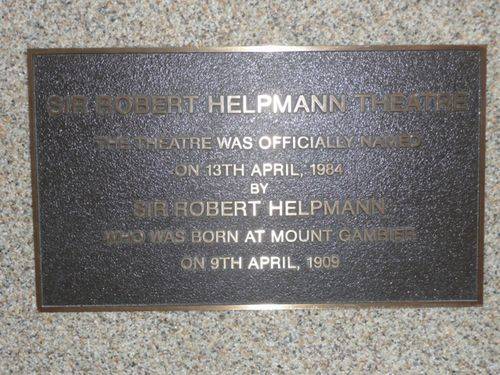 SIR ROBERT HELPMANN THEATRE
THE THEATRE WAS OFFICIALLY NAMED
ON 13TH APRIL, 1984
BY
SIR ROBERT HELPMANN
WHO WAS BORN AT MOUNT GAMBIER
ON 9TH APRIL, 1909